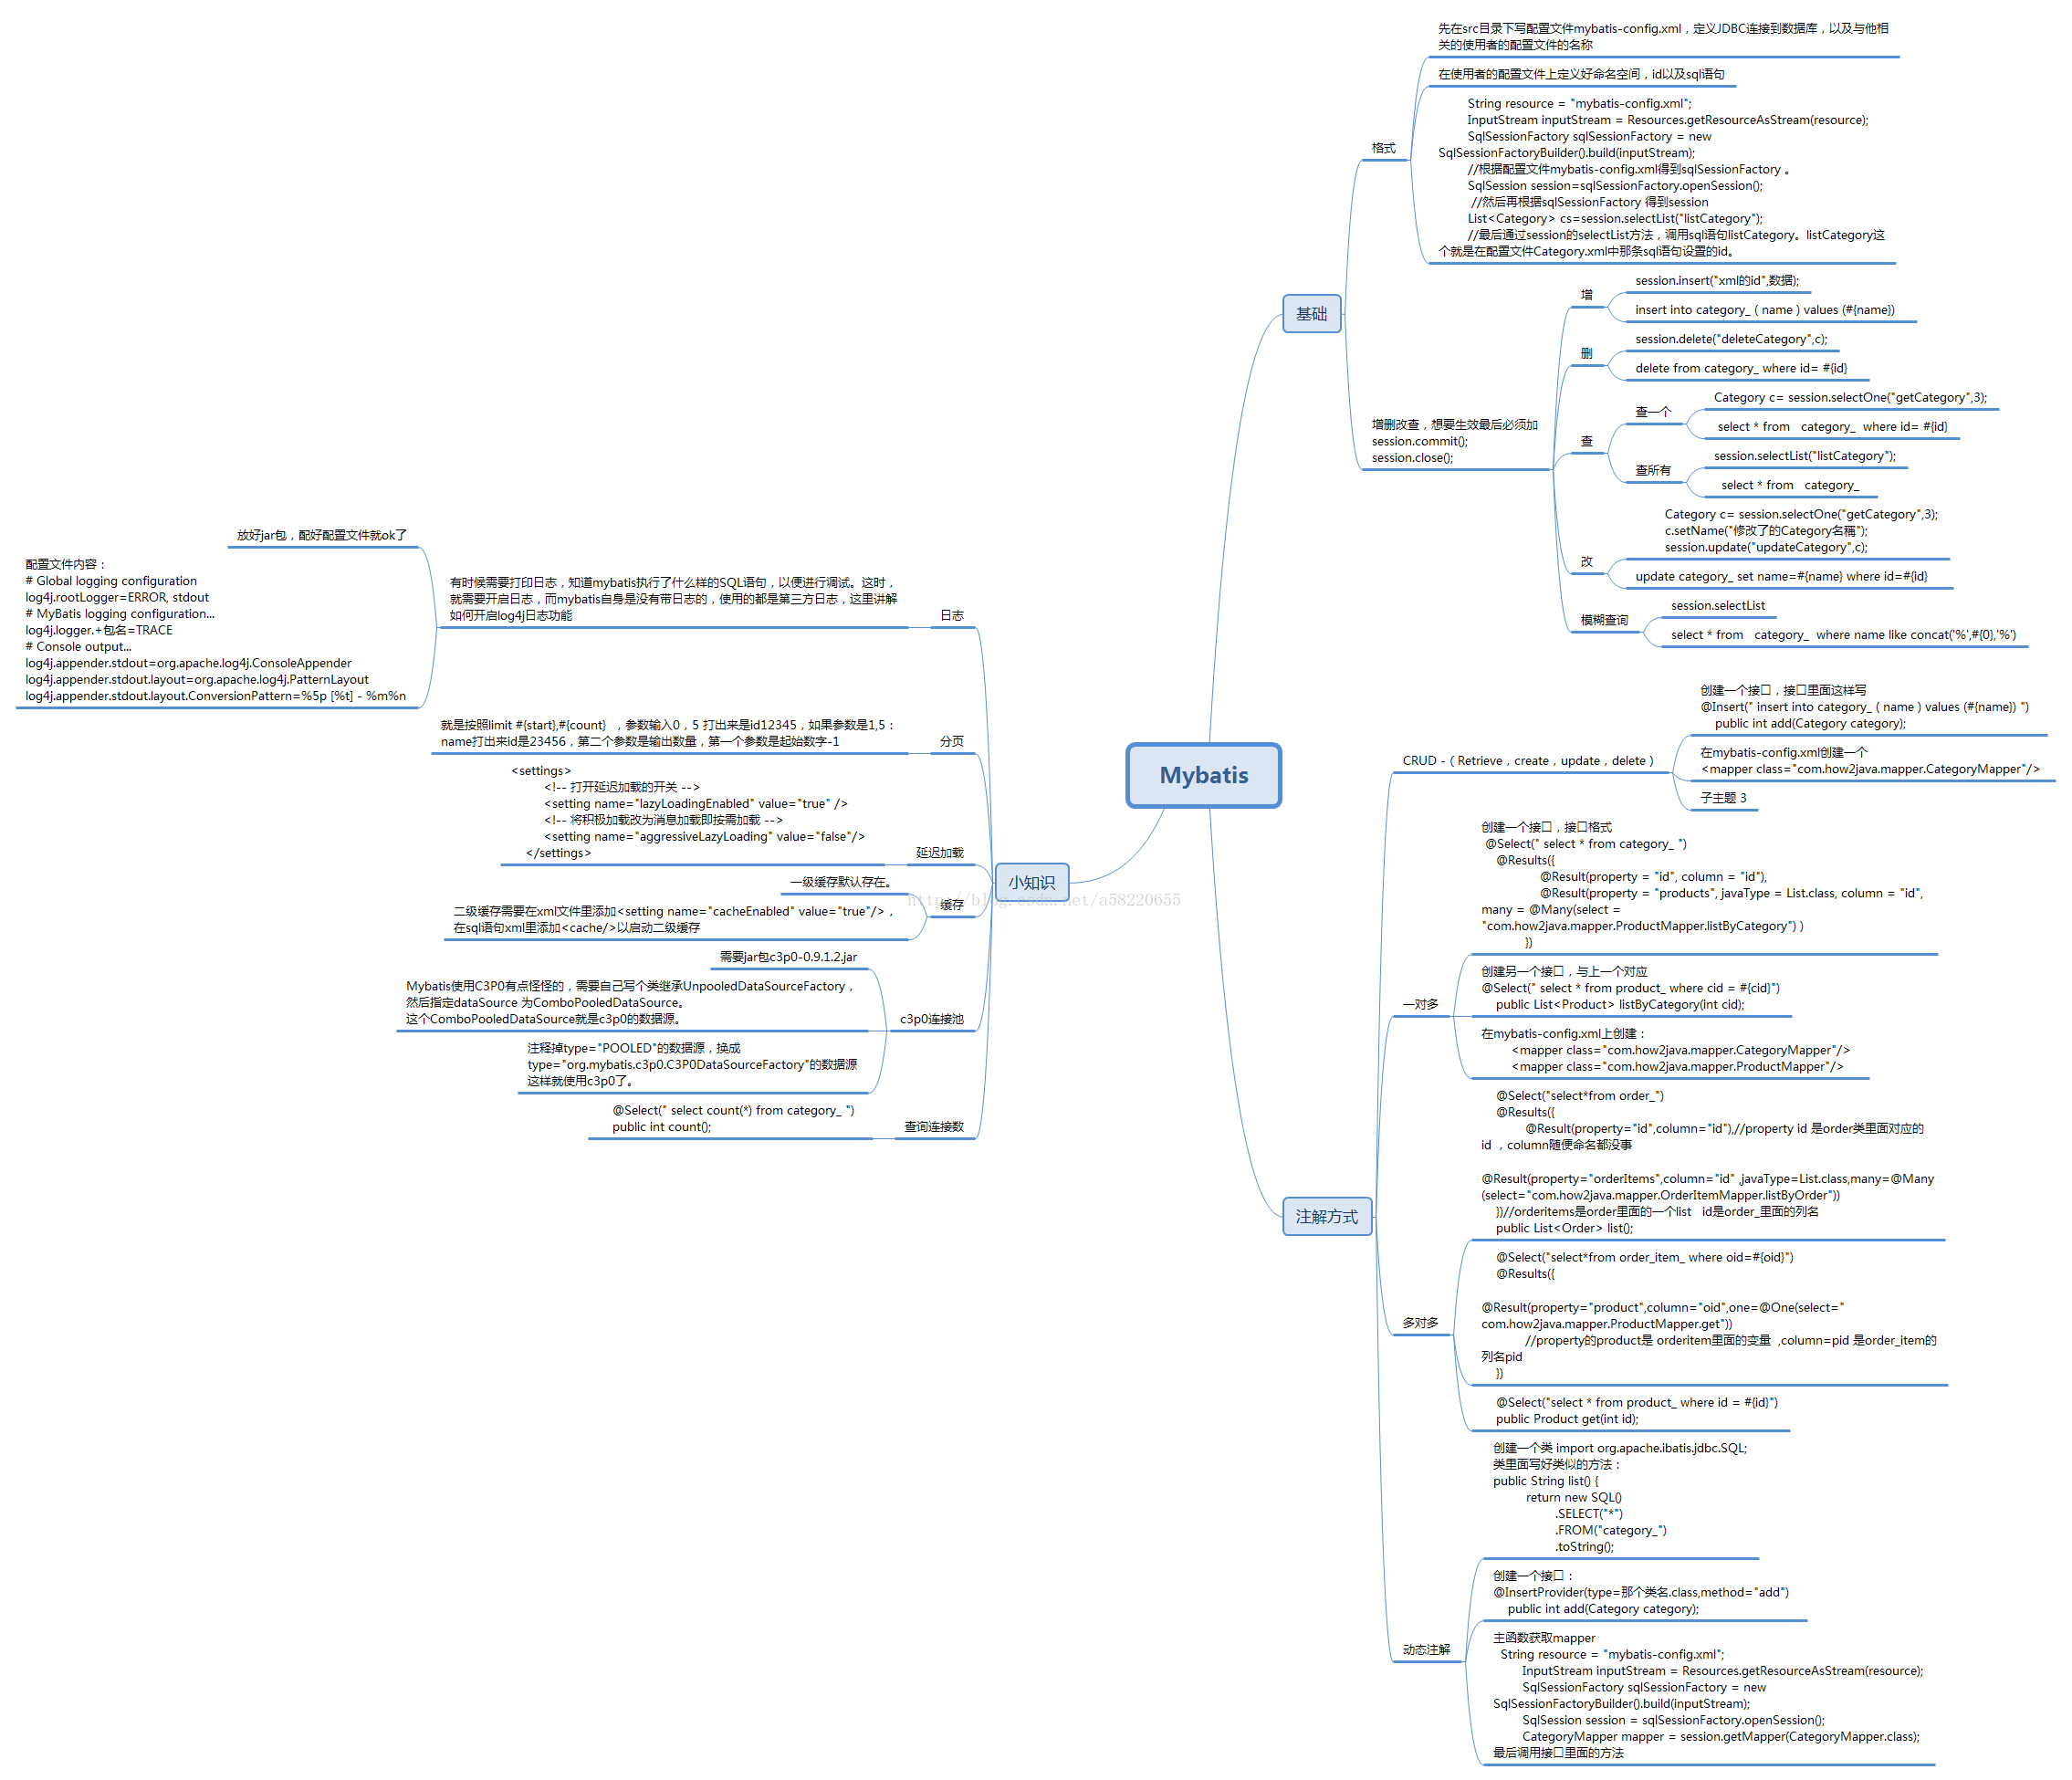 Mybatis
基础
格式
先在src目录下写配置文件mybatis-config.xml，定义JDBC连接到数据库，以及与他相
关的使用者的配置文件的名称
在使用者的配置文件上定义好命名空间，id以及sql语句
String resource = "mybatis-config.xml";
InputStream inputStream = Resources.getResourceAsStream(resource);
SqlSessionFactory sqlSessionFactory = new
SqlSessionFactoryBuilder().build(inputStream);
//根据配置文件mybatis-config.xml得到sqlSessionFactory 。
SqlSession session=sqlSessionFactory.openSession();
//然后再根据sqlSessionFactory 得到session
List<Category> cs=session.selectList("listCategory");
//最后通过session的selectList方法，调用sql语句listCategory。listCategory这
个就是在配置文件Category.xml中那条sql语句设置的id。
增删改查，想要生效最后必须加
session.commit();
session.close();
增
session.insert("xml的id",数据);
insert into category_ ( name ) values (#{name})
删
session.delete("deleteCategory",c);
delete from category_ where id= #{id}
查
查一个
Category c= session.selectOne("getCategory",3);
select * from   category_  where id= #{id}
查所有
session.selectList("listCategory");
select * from   category_
改
Category c= session.selectOne("getCategory",3);
c.setName("修改了的Category名稱");
session.update("updateCategory",c);
update category_ set name=#{name} where id=#{id}
模糊查询
session.selectList
select * from   category_  where name like concat('%',#{0},'%')
注解方式
CRUD -（Retrieve，create，update，delete）
创建一个接口，接口里面这样写
@Insert(" insert into category_ ( name ) values (#{name}) ")
public int add(Category category);
在mybatis-config.xml创建一个
<mapper class="com.how2java.mapper.CategoryMapper"/>
子主题 3
一对多
创建一个接口，接口格式
@Select(" select * from category_ ")
@Results({
@Result(property = "id", column = "id"),
@Result(property = "products", javaType = List.class, column = "id",
many = @Many(select =
"com.how2java.mapper.ProductMapper.listByCategory") )
})
创建另一个接口，与上一个对应
@Select(" select * from product_ where cid = #{cid}")
public List<Product> listByCategory(int cid);
在mybatis-config.xml上创建：
<mapper class="com.how2java.mapper.CategoryMapper"/>
<mapper class="com.how2java.mapper.ProductMapper"/>
多对多
@Select("select*from order_")
@Results({
@Result(property="id",column="id"),//property id 是order类里面对应的
id ，column随便命名都没事
@Result(property="orderItems",column="id" ,javaType=List.class,many=@Many
(select="com.how2java.mapper.OrderItemMapper.listByOrder"))
})//orderitems是order里面的一个list   id是order_里面的列名
public List<Order> list();
@Select("select*from order_item_ where oid=#{oid}")
@Results({
@Result(property="product",column="oid",one=@One(select="
com.how2java.mapper.ProductMapper.get"))
//property的product是 orderitem里面的变量  ,column=pid 是order_item的
列名pid
})
@Select("select * from product_ where id = #{id}")
public Product get(int id);
动态注解
创建一个类 import org.apache.ibatis.jdbc.SQL;
类里面写好类似的方法：
public String list() {
return new SQL()
.SELECT("*")
.FROM("category_")
.toString();
创建一个接口：
@InsertProvider(type=那个类名.class,method="add")
public int add(Category category);
主函数获取mapper
String resource = "mybatis-config.xml";
InputStream inputStream = Resources.getResourceAsStream(resource);
SqlSessionFactory sqlSessionFactory = new
SqlSessionFactoryBuilder().build(inputStream);
SqlSession session = sqlSessionFactory.openSession();
CategoryMapper mapper = session.getMapper(CategoryMapper.class);
最后调用接口里面的方法
小知识
日志
有时候需要打印日志，知道mybatis执行了什么样的SQL语句，以便进行调试。这时，
就需要开启日志，而mybatis自身是没有带日志的，使用的都是第三方日志，这里讲解
如何开启log4j日志功能
放好jar包，配好配置文件就ok了
配置文件内容：
# Global logging configuration
log4j.rootLogger=ERROR, stdout
# MyBatis logging configuration...
log4j.logger.+包名=TRACE
# Console output...
log4j.appender.stdout=org.apache.log4j.ConsoleAppender
log4j.appender.stdout.layout=org.apache.log4j.PatternLayout
log4j.appender.stdout.layout.ConversionPattern=%5p [%t] - %m%n
分页
就是按照limit #{start},#{count} ，参数输入0，5 打出来是id12345，如果参数是1,5：
name打出来id是23456，第二个参数是输出数量，第一个参数是起始数字-1
延迟加载
<settings>
<!-- 打开延迟加载的开关 -->
<setting name="lazyLoadingEnabled" value="true" />
<!-- 将积极加载改为消息加载即按需加载 -->
<setting name="aggressiveLazyLoading" value="false"/>
</settings>
缓存
一级缓存默认存在。
二级缓存需要在xml文件里添加<setting name="cacheEnabled" value="true"/>，
在sql语句xml里添加<cache/>以启动二级缓存
c3p0连接池
需要jar包c3p0-0.9.1.2.jar
Mybatis使用C3P0有点怪怪的，需要自己写个类继承UnpooledDataSourceFactory，
然后指定dataSource 为ComboPooledDataSource。
这个ComboPooledDataSource就是c3p0的数据源。
注释掉type="POOLED"的数据源，换成
type="org.mybatis.c3p0.C3P0DataSourceFactory"的数据源
这样就使用c3p0了。
查询连接数
@Select(" select count(*) from category_ ")
public int count();
http://blog.csdn.net/a58220655